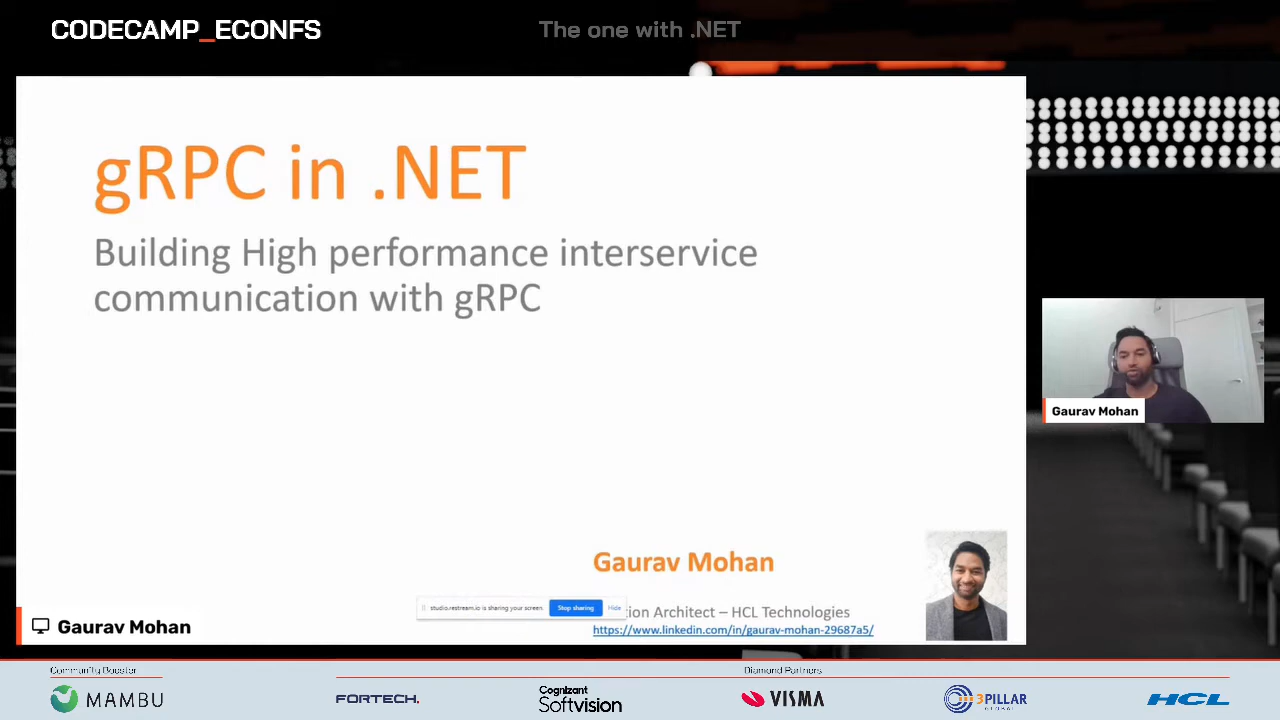 CODECAMP_ECONFS
The one with .NET
gRPC in .NET
Building High performance interservice
communication with gRPC
Gaurav Mohan
Gaurav Mohan
studio.restream.io is sharing your screen.
Stop sharing
Hide
tion Architect – HCL Technologies
https://www.linkedin.com/in/gaurav-mohan-29687a5/
Gaurav Mohan
Community Booster
Diamond Partners
MAMBU
FORTECH.
Cognizant
Softvision
VISMA
3PILLAR
GLOBAL
HCL